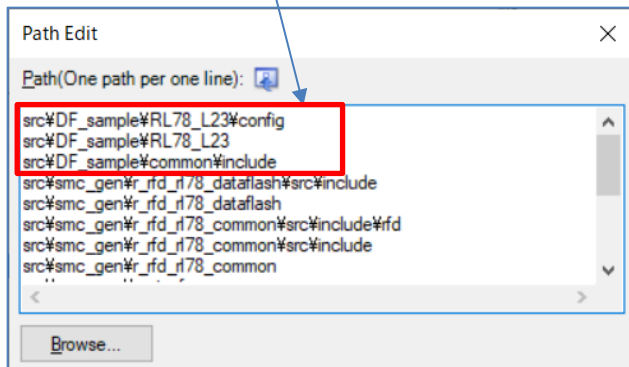 Path Edit
Path(One path per one line):
src¥DF_sample¥RL78_L23¥config
src¥DF_sample¥RL78_L23
src¥DF_sample¥common¥include
src¥smc_gen¥r_rfd_rl78_dataflash¥src¥include
src¥smc_gen¥r_rfd_rl78_dataflash
src¥smc_gen¥r_rfd_rl78_common¥src¥include¥rfd
src¥smc_gen¥r_rfd_rl78_common¥src¥include
src¥smc_gen¥r_rfd_rl78_common
Browse...